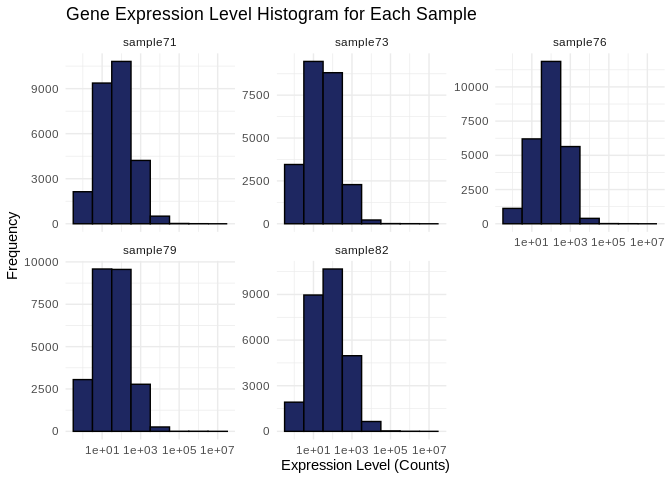 Gene Expression Level Histogram for Each Sample
sample71
sample73
sample76
9000
6000
3000
0
7500
5000
2500
0
10000
7500
5000
2500
0
1e+01 1e+03 1e+05 1e+07
Frequency
sample79
sample82
10000
7500
5000
2500
0
9000
6000
3000
0
1e+01 1e+03 1e+05 1e+07
1e+01 1e+03 1e+05 1e+07
Expression Level (Counts)